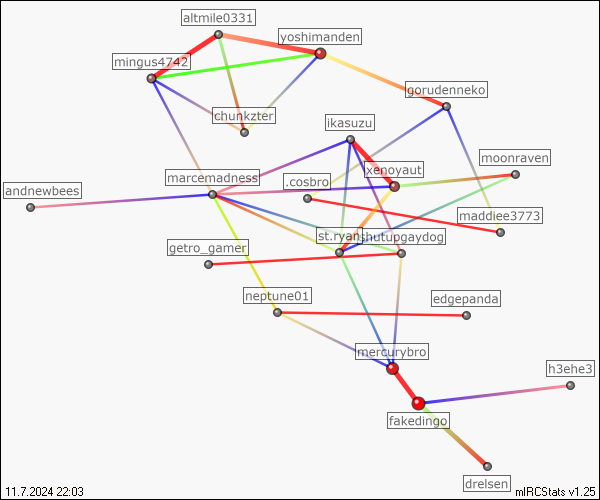 altmile0331
yoshimanden
mingus4742
gorudenneko
chunkzter
ikasuzu
moonraven
xenoyaut
marcemadness
.cosbro
andnewbees
maddiee3773
st.ryan
shutupgaydog
getro_gamer
neptune01
edgepanda
mercurybro
h3ehe3
fakedingo
drelsen
11.7.2024 22:03
mIRCStats v1.25